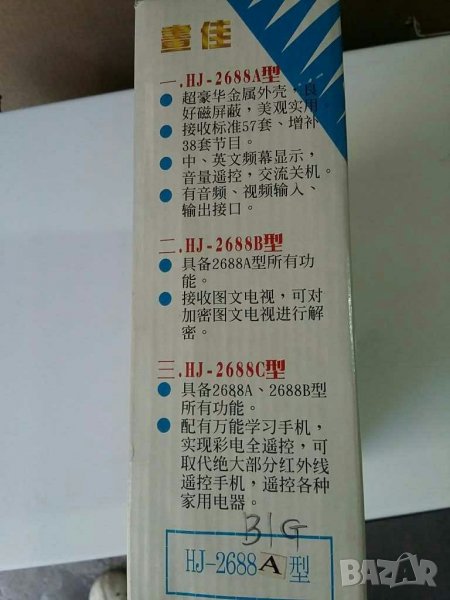 壹佳
一.HJ-2688A型
● 超豪华金属外壳，良
好磁屏蔽，美观实用。
● 接收标准57套、增补
38套节目。
● 中、英文频幕显示，
音量遥控，交流关机。
● 有音频、视频输入、
输出接口。
二.HJ-2688B型
● 具备2688A型所有功
能。
● 接收图文电视，可对
加密图文电视进行解
密。
三.HJ-2688C型
● 具备2688A、2688B型
所有功能。
● 配有万能学习手机，
实现彩电全遥控，可
取代绝大部分红外线
遥控手机，遥控各种
家用电器。
B/G
HJ-2688A型
BAZAR